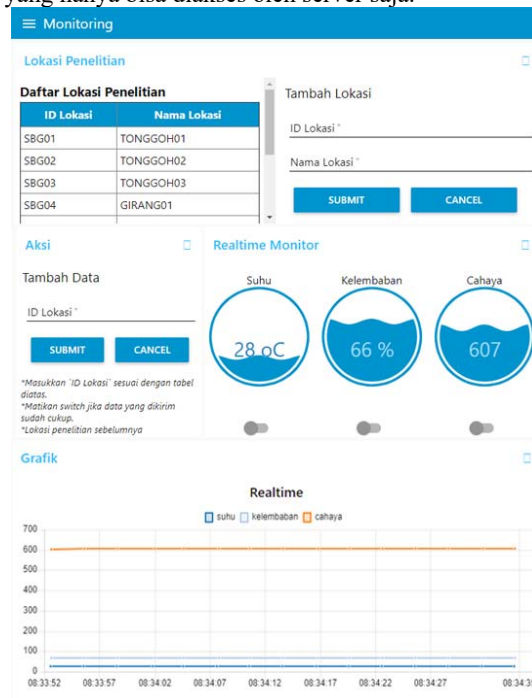 yang hanya bisa diakses oleh server saja.
Monitoring
Lokasi Penelitian
Daftar Lokasi Penelitian
ID Lokasi Nama Lokasi
SBG01 TONGGOH01
SBG02 TONGGOH02
SBG03 TONGGOH03
SBG04 GIRANG01
Tambah Lokasi
ID Lokasi *
Nama Lokasi *
SUBMIT CANCEL
Aksi
Tambah Data
ID Lokasi *
SUBMIT CANCEL
*Masukkan `ID Lokasi` sesuai dengan tabel
diatas.
*Matikan switch jika data yang dikirim
sudah cukup.
*Lokasi penelitian sebelumnya
Realtime Monitor
Suhu Kelembaban Cahaya
28 oC 66 % 607
Grafik
Realtime
suhu kelembaban cahaya
700
600
500
400
300
200
100
0
08:33:52 08:33:57 08:34:02 08:34:07 08:34:12 08:34:17 08:34:22 08:34:27